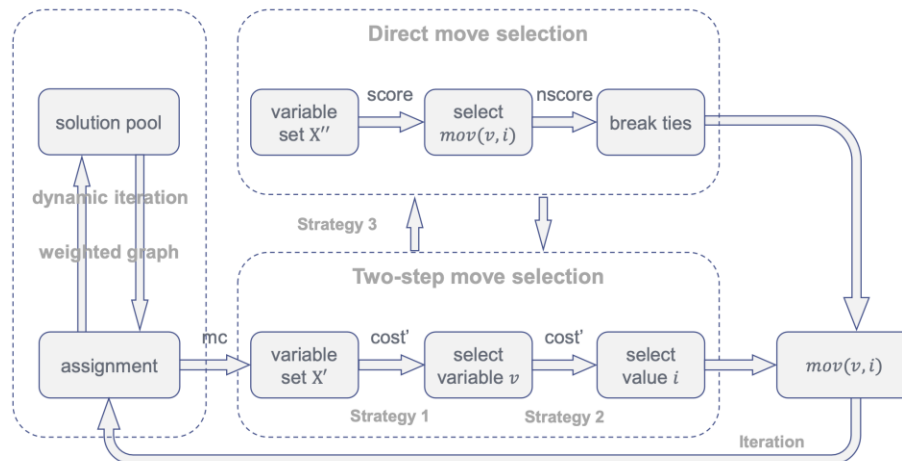 Direct move selection
score
nscore
variable
set X''
select
mov(v,i)
break ties
solution pool
dynamic iteration
weighted graph
Strategy 3
Two-step move selection
mc
cost'
cost'
assignment
variable
set X'
select
variable v
select
value i
mov(v,i)
Strategy 1
Strategy 2
Iteration